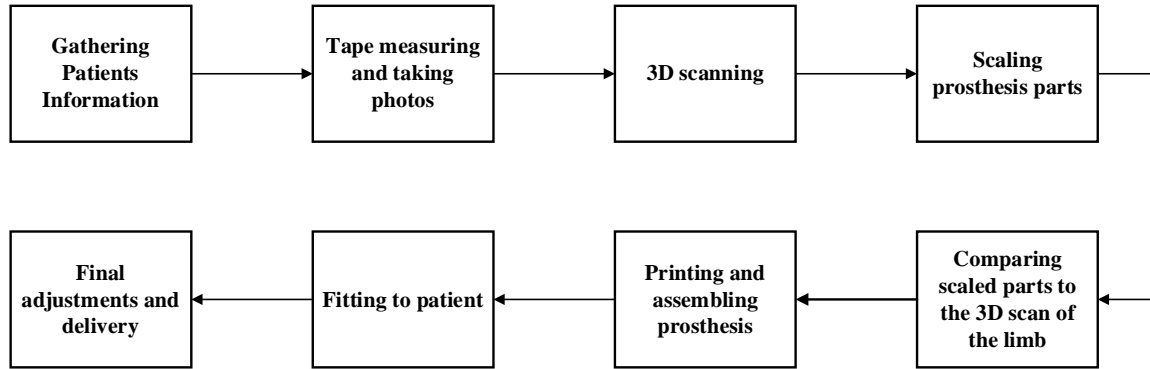 Gathering
Patients
Information
Tape measuring
and taking
photos
3D scanning
Scaling
prosthesis parts
Comparing
scaled parts to
the 3D scan of
the limb
Printing and
assembling
prosthesis
Fitting to patient
Final
adjustments and
delivery